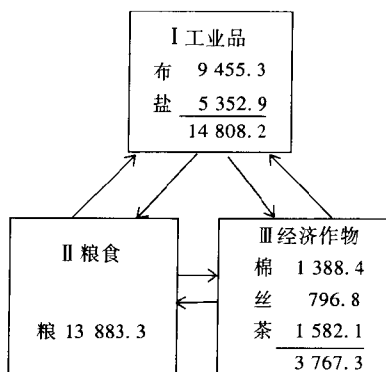 Ⅰ工业品
布 9 455.3
盐 5 352.9
14 808.2
Ⅱ粮食
粮 13 883.3
Ⅲ经济作物
棉 1 388.4
丝 796.8
茶 1 582.1
3 767.3